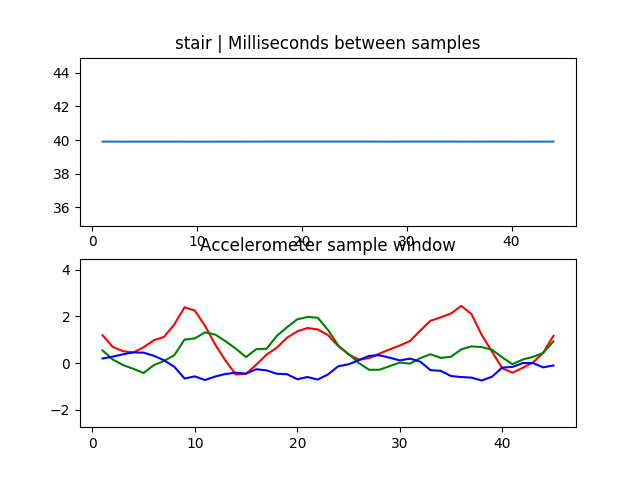 stair | Milliseconds between samples
44
42
40
38
36
0 10 20 30 40
Accelerometer sample window
4
2
0
−2
0 10 20 30 40